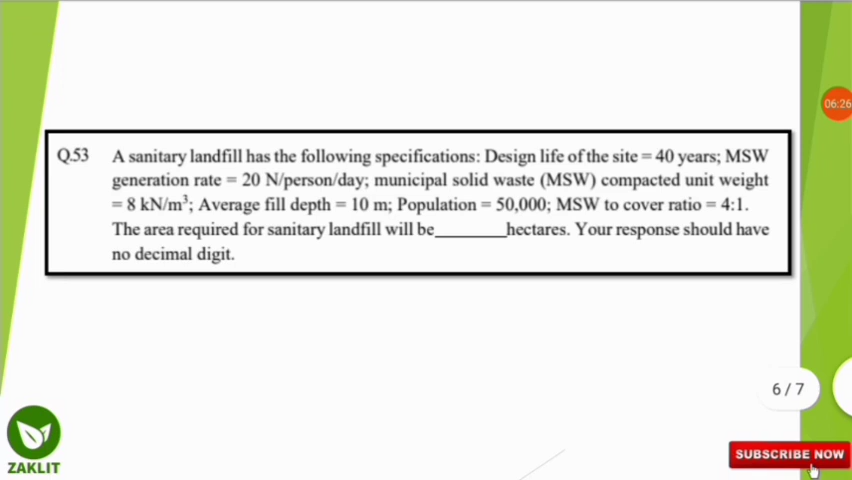 06:26
Q.53 A sanitary landfill has the following specifications: Design life of the site = 40 years; MSW
generation rate = 20 N/person/day; municipal solid waste (MSW) compacted unit weight
= 8 kN/m³; Average fill depth = 10 m; Population = 50,000; MSW to cover ratio = 4:1.
The area required for sanitary landfill will be________hectares. Your response should have
no decimal digit.
6 / 7
ZAKLIT
SUBSCRIBE NOW